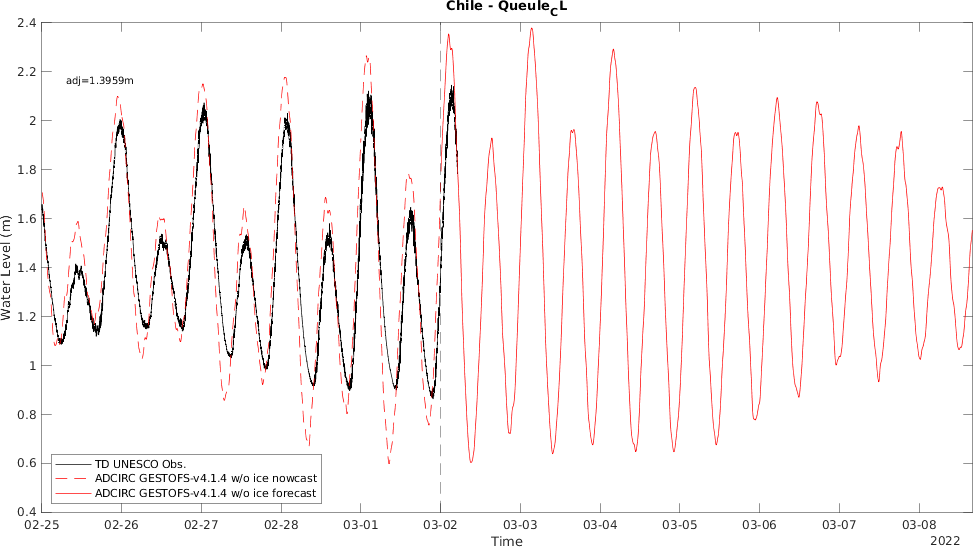 Chile - Queule_CL
2.4
2.2
2
1.8
1.6
1.4
1.2
1
0.8
0.6
0.4
Water Level (m)
adj=1.3959m
TD UNESCO Obs.
ADCIRC GESTOFS-v4.1.4 w/o ice nowcast
ADCIRC GESTOFS-v4.1.4 w/o ice forecast
02-25 02-26 02-27 02-28 03-01 03-02 03-03 03-04 03-05 03-06 03-07 03-08
Time
2022